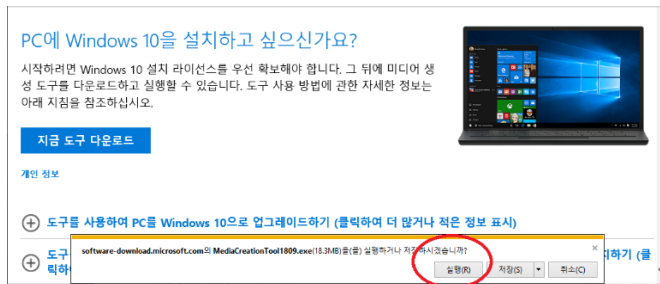 PC에 Windows 10을 설치하고 싶으신가요?
시작하려면 Windows 10 설치 라이선스를 우선 확보해야 합니다. 그 뒤에 미디어 생
성 도구를 다운로드하고 실행할 수 있습니다. 도구 사용 방법에 관한 자세한 정보는
아래 지침을 참조하십시오.
지금 도구 다운로드
개인 정보
도구를 사용하여 PC를 Windows 10으로 업그레이드하기 (클릭하여 더 많거나 적은 정보 표시)
software-download.microsoft.com의 MediaCreationTool1809.exe(18.3MB)을(를) 실행하거나 저장하시겠습니까?
×
도구
치하기 (클
릭하
실행(R)
저장(S)
취소(C)